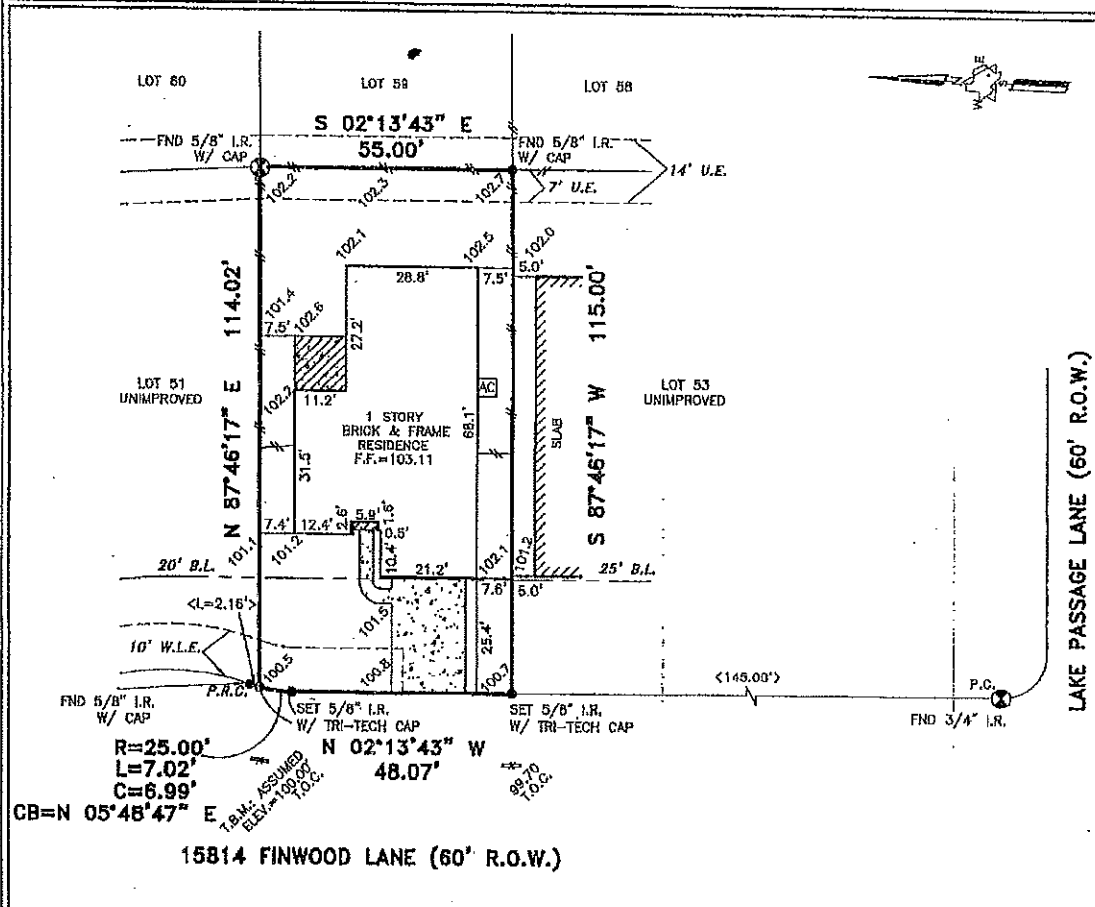 LOT 60
LOT 59
LOT 58
E
S
W
S 02°13'43" E
55.00'
FND 5/8" I.R.
W/ CAP
FND 5/8" I.R.
W/ CAP
14' U.E.
7' U.E.
102.2
102.3
102.7
102.1
102.5
102.0
28.8'
7.5'
5.0'
N 87°46'17" E 114.02'
101.4
7.5'
102.6
27.2'
S 87°46'17" W 115.00'
LOT 51
UNIMPROVED
102.2
11.2'
AC
LOT 53
UNIMPROVED
1 STORY
BRICK & FRAME
RESIDENCE
F.F.=103.11
68.1'
SLAB
31.5'
7.4'
12.4'
2.6'
5.9'
1.6'
0.5'
10.4'
101.1
101.2
102.1
101.2
20' B.L.
21.2'
7.6'
5.0'
25' B.L.
<L=2.16'>
101.5
25.4'
10' W.L.E.
100.5
100.8
100.7
<145.00'>
P.R.C.
P.C.
FND 5/8" I.R.
W/ CAP
SET 5/8" I.R.
W/ TRI-TECH CAP
SET 5/8" I.R.
W/ TRI-TECH CAP
FND 3/4" I.R.
LAKE PASSAGE LANE (60' R.O.W.)
R=25.00'
L=7.02'
C=6.99'
CB=N 05°48'47" E
N 02°13'43" W
48.07'
T.B.M.: ASSUMED
ELEV.=100.00'
T.O.C.
99.70
T.O.C.
15814 FINWOOD LANE (60' R.O.W.)